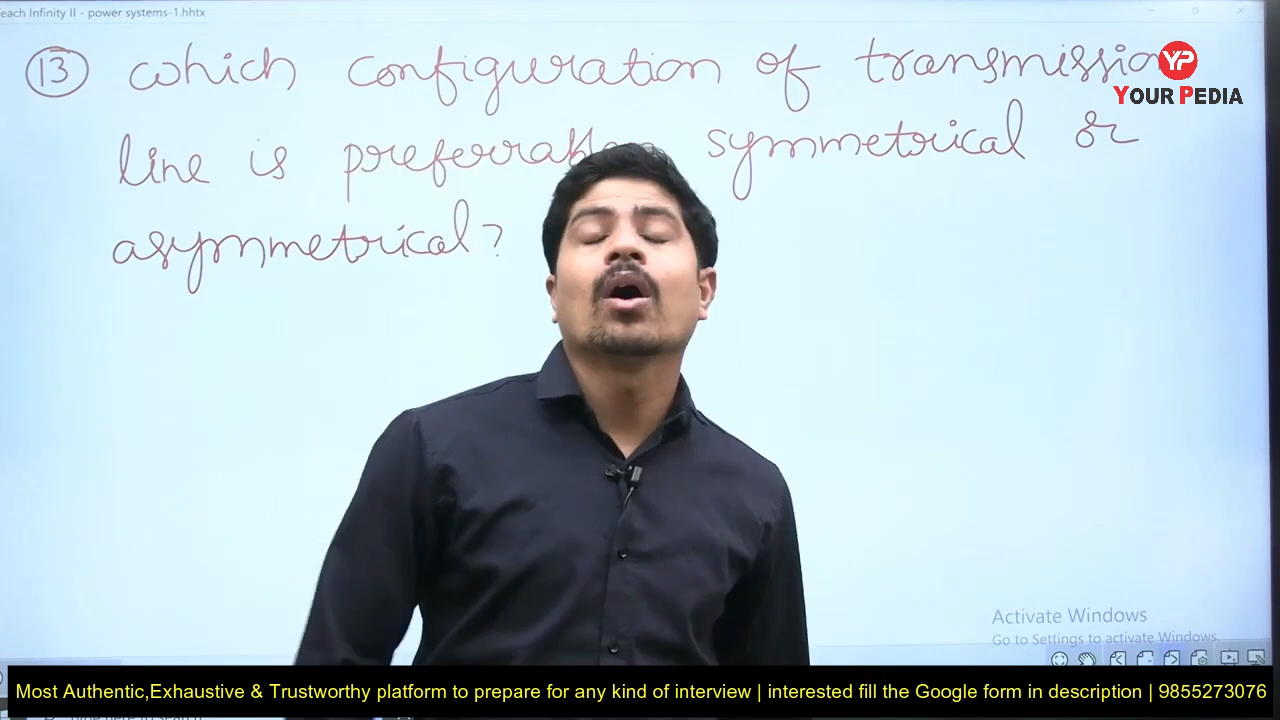 each Infinity II - power systems-1.hhtx
13 which configuration of transmission
YP
YOUR PEDIA
line is symmetrical or
asymmetrical?
Activate Windows
Go to Settings to activate Windows.
Most Authentic,Exhaustive & Trustworthy platform to prepare for any kind of interview | interested fill the Google form in description | 9855273076